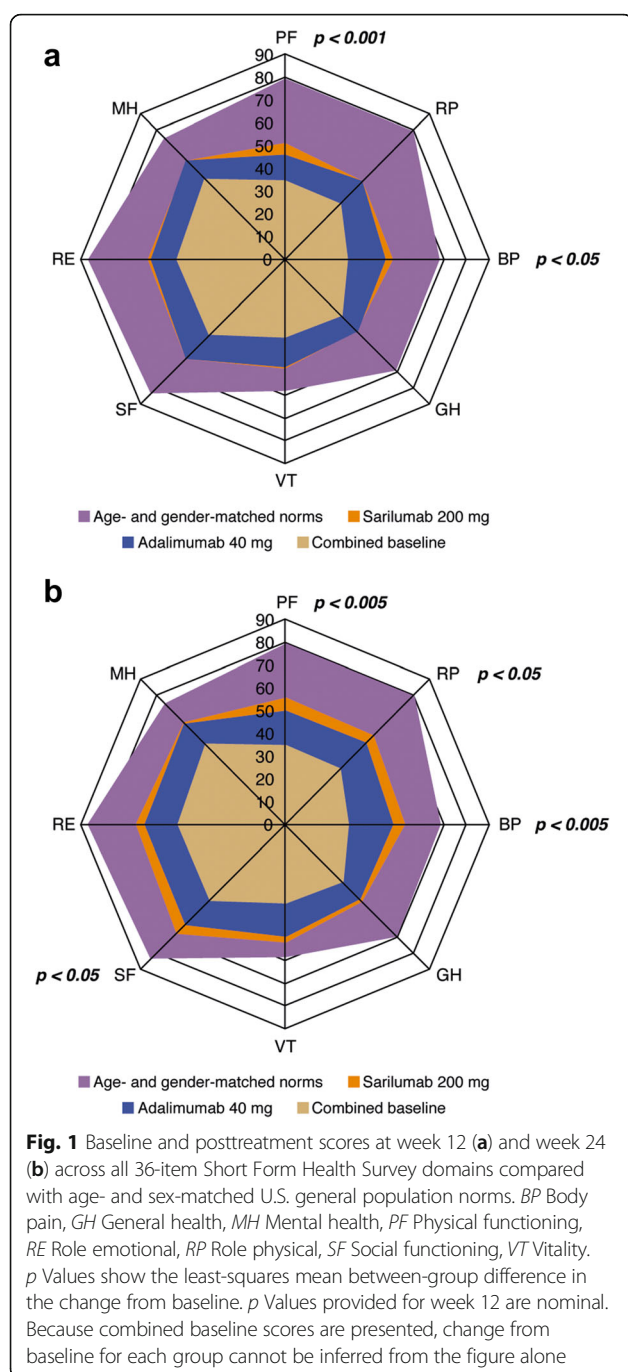 a
PF p < 0.001
90
80
70
60
50
40
30
20
10
0
MH
RP
RE
BP p < 0.05
SF
GH
VT
Age- and gender-matched norms Sarilumab 200 mg
Adalimumab 40 mg Combined baseline
b
PF p < 0.005
90
80
70
60
50
40
30
20
10
0
MH
RP p < 0.05
RE
BP p < 0.005
p < 0.05 SF
GH
VT
Age- and gender-matched norms Sarilumab 200 mg
Adalimumab 40 mg Combined baseline
Fig. 1 Baseline and posttreatment scores at week 12 (a) and week 24
(b) across all 36-item Short Form Health Survey domains compared
with age- and sex-matched U.S. general population norms. BP Body
pain, GH General health, MH Mental health, PF Physical functioning,
RE Role emotional, RP Role physical, SF Social functioning, VT Vitality.
p Values show the least-squares mean between-group difference in
the change from baseline. p Values provided for week 12 are nominal.
Because combined baseline scores are presented, change from
baseline for each group cannot be inferred from the figure alone